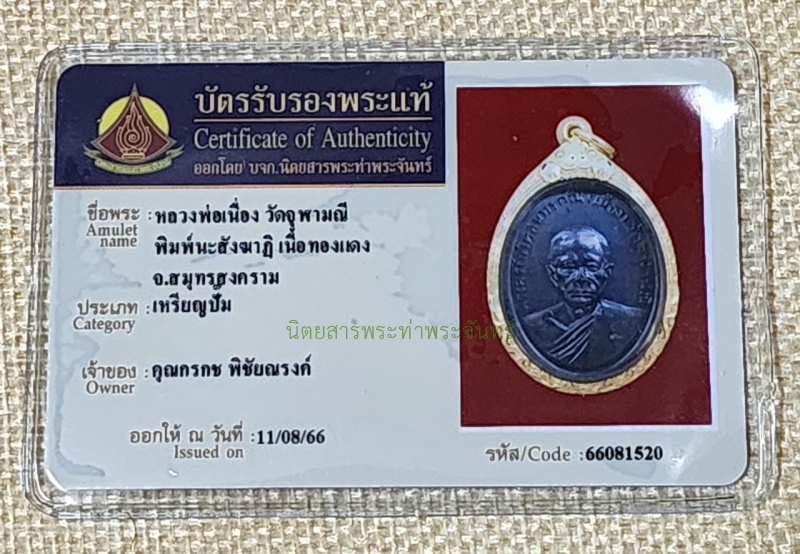 บัตรรับรองพระแท้
Certificate of Authenticity
ออกโดย บจก.นิตยสารพระท่าพระจันทร์
ชื่อพระ : หลวงพ่อเนื่อง วัดจุฬามณี
Amulet name
พิมพ์นะสังฆาฏิ เนื้อทองแดง
จ.สมุทรสงคราม
ประเภท : เหรียญปั๊ม
Category
นิตยสารพระท่าพระจันทร์
เจ้าของ : คุณกรกช พิชัยณรงค์
Owner
ออกให้ ณ วันที่ :11/08/66
Issued on
รหัส/Code :66081520